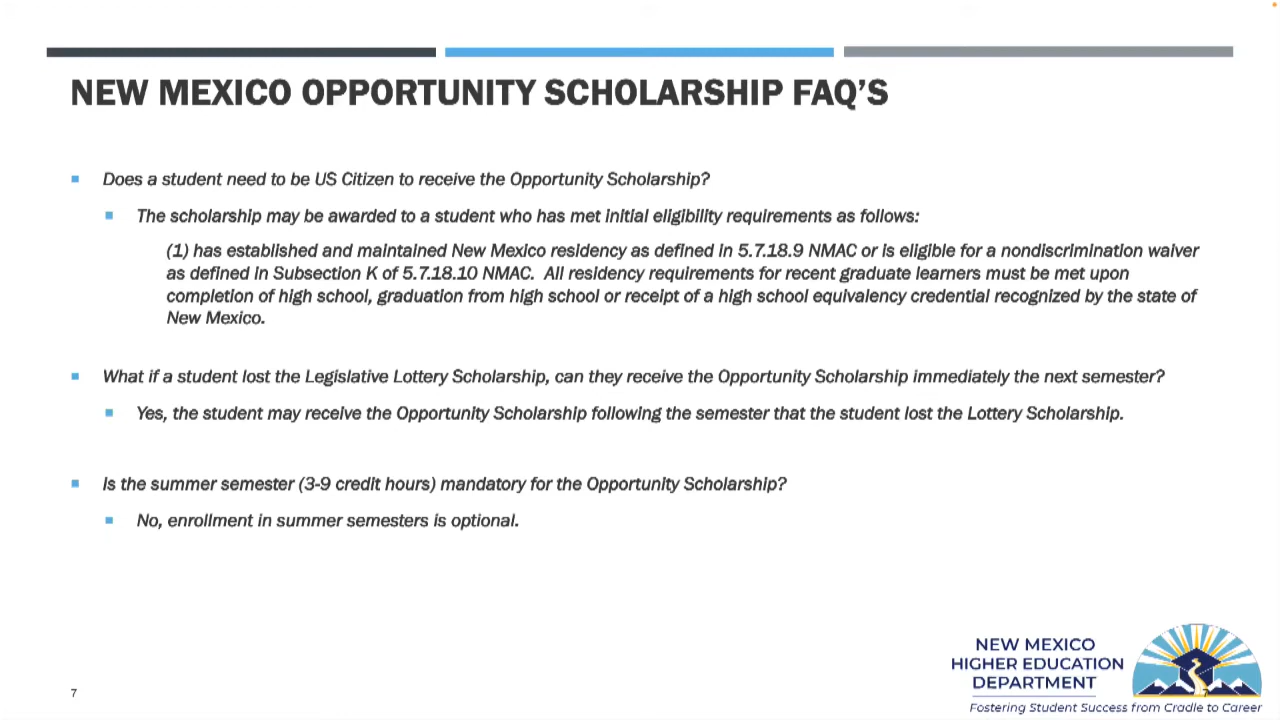 NEW MEXICO OPPORTUNITY SCHOLARSHIP FAQ’S
Does a student need to be US Citizen to receive the Opportunity Scholarship?
The scholarship may be awarded to a student who has met initial eligibility requirements as follows:
(1) has established and maintained New Mexico residency as defined in 5.7.18.9 NMAC or is eligible for a nondiscrimination waiver
as defined in Subsection K of 5.7.18.10 NMAC. All residency requirements for recent graduate learners must be met upon
completion of high school, graduation from high school or receipt of a high school equivalency credential recognized by the state of
New Mexico.
What if a student lost the Legislative Lottery Scholarship, can they receive the Opportunity Scholarship immediately the next semester?
Yes, the student may receive the Opportunity Scholarship following the semester that the student lost the Lottery Scholarship.
Is the summer semester (3-9 credit hours) mandatory for the Opportunity Scholarship?
No, enrollment in summer semesters is optional.
NEW MEXICO
HIGHER EDUCATION
DEPARTMENT
Fostering Student Success from Cradle to Career
7
7